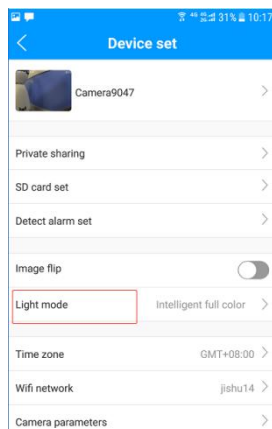 31% 10:17
Device set
Camera9047
Private sharing
SD card set
Detect alarm set
Image flip
Light mode Intelligent full color
Time zone GMT+08:00
Wifi network jishu14
Camera parameters